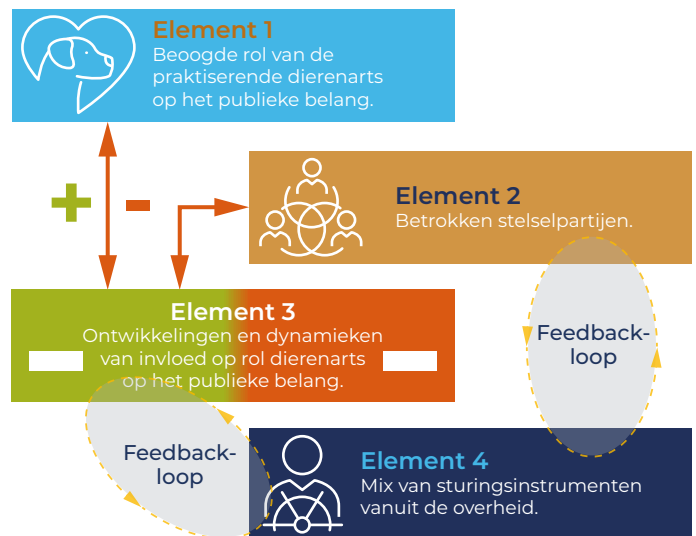 Element 1
Beoogde rol van de
praktiserende dierenarts
op het publieke belang.
+ -
Element 2
Betrokken stelselpartijen.
Element 3
Ontwikkelingen en dynamieken
van invloed op rol dierenarts
op het publieke belang.
Feedback-
loop
Feedback-
loop
Element 4
Mix van sturingsinstrumenten
vanuit de overheid.